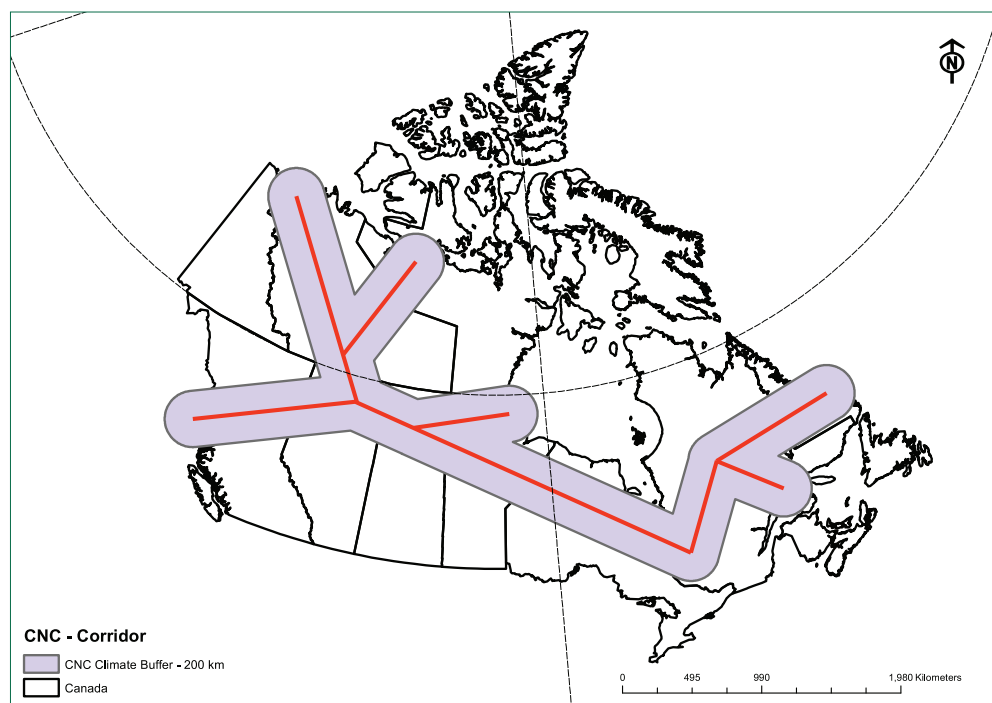 N
CNC - Corridor
CNC Climate Buffer - 200 km
Canada
0 495 990 1,980 Kilometers